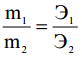 m₁/m₂ = Э₁/Э₂